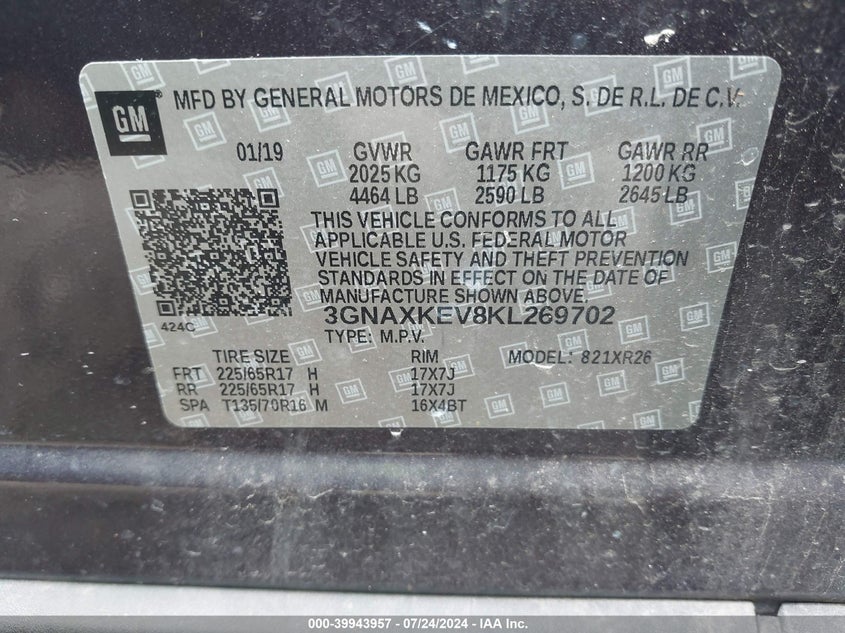 GM
MFD BY GENERAL MOTORS DE MEXICO, S. DE R.L. DE C.V.
01/19 GVWR GAWR FRT GAWR RR
2025 KG 1175 KG 1200 KG
4464 LB 2590 LB 2645 LB
THIS VEHICLE CONFORMS TO ALL
APPLICABLE U.S. FEDERAL MOTOR
VEHICLE SAFETY AND THEFT PREVENTION
STANDARDS IN EFFECT ON THE DATE OF
MANUFACTURE SHOWN ABOVE.
3GNAXKEV8KL269702
424C
TYPE: M.P.V.
TIRE SIZE RIM MODEL: 821XR26
FRT 225/65R17 H 17X7J
RR 225/65R17 H 17X7J
SPA T135/70R16 M 16X4BT
000-39943957 - 07/24/2024 - IAA Inc.